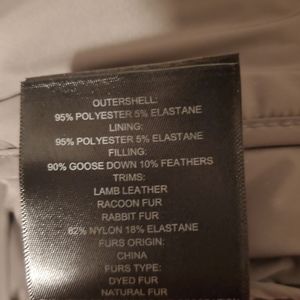 OUTERSHELL:
95% POLYESTER 5% ELASTANE
LINING:
95% POLYESTER 5% ELASTANE
FILLING:
90% GOOSE DOWN 10% FEATHERS
TRIMS:
LAMB LEATHER
RACOON FUR
RABBIT FUR
82% NYLON 18% ELASTANE
FURS ORIGIN:
CHINA
FURS TYPE:
DYED FUR
NATURAL FUR